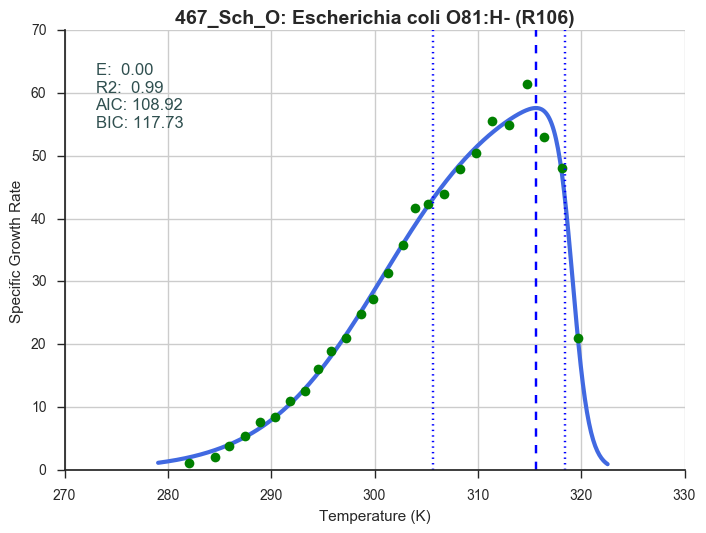 467_Sch_O: Escherichia coli O81:H- (R106)
70
60
50
40
30
20
10
0
Specific Growth Rate
E: 0.00
R2: 0.99
AIC: 108.92
BIC: 117.73
270 280 290 300 310 320 330
Temperature (K)